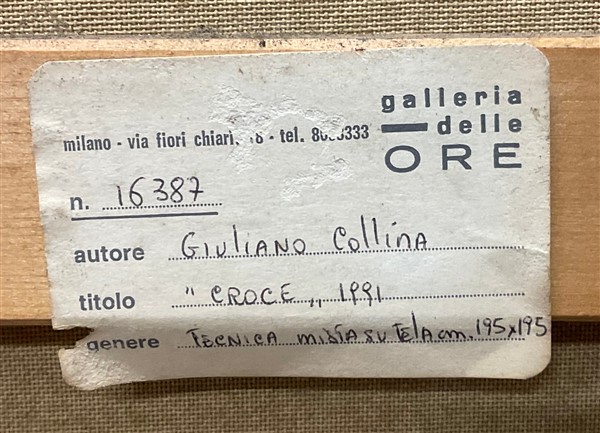 galleria
delle
ORE
milano - via fiori chiari, - tel.
n. 16387
autore Giuliano Collina
titolo "CROCE„ 1991
genere TECNICA mista su tela cm. 195x195